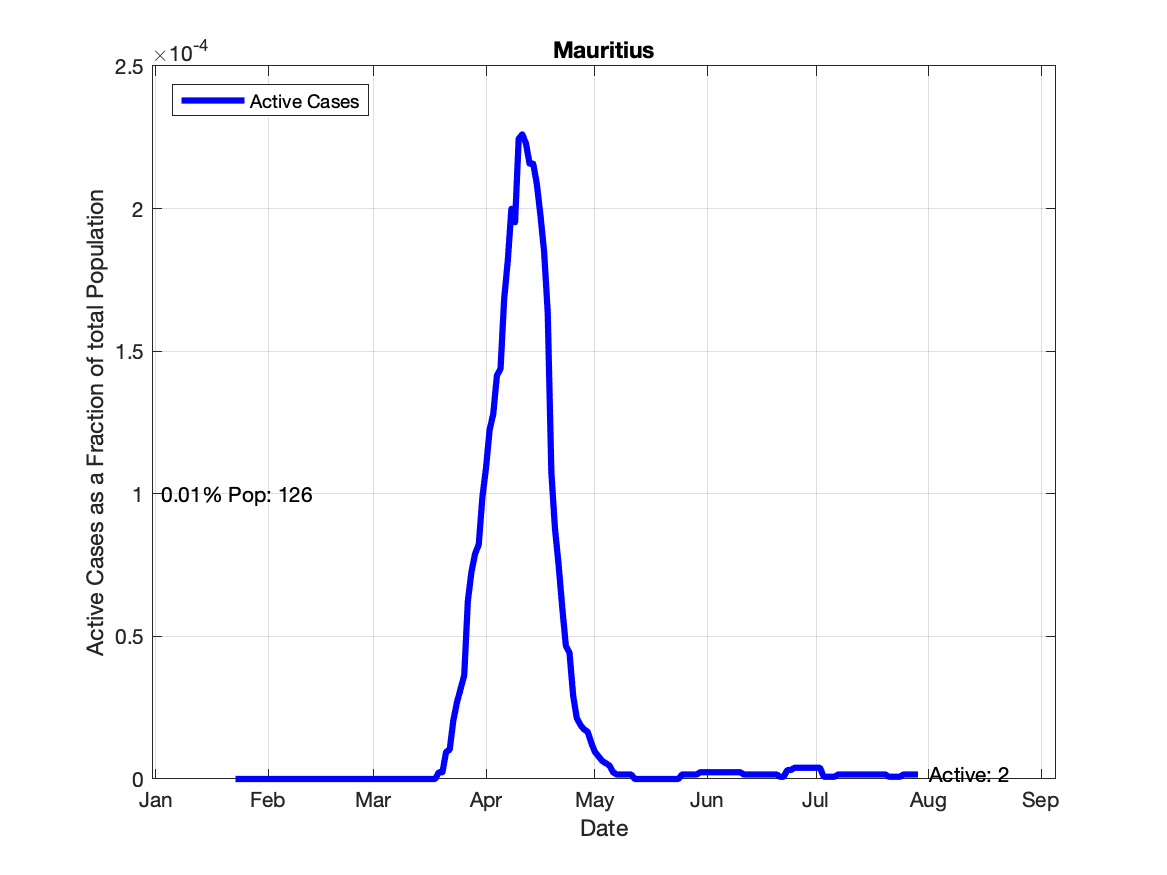 Mauritius
×10-4
2.5
2
1.5
1
0.5
0
Active Cases
0.01% Pop: 126
Active: 2
Active Cases as a Fraction of total Population
Jan Feb Mar Apr May Jun Jul Aug Sep
Date